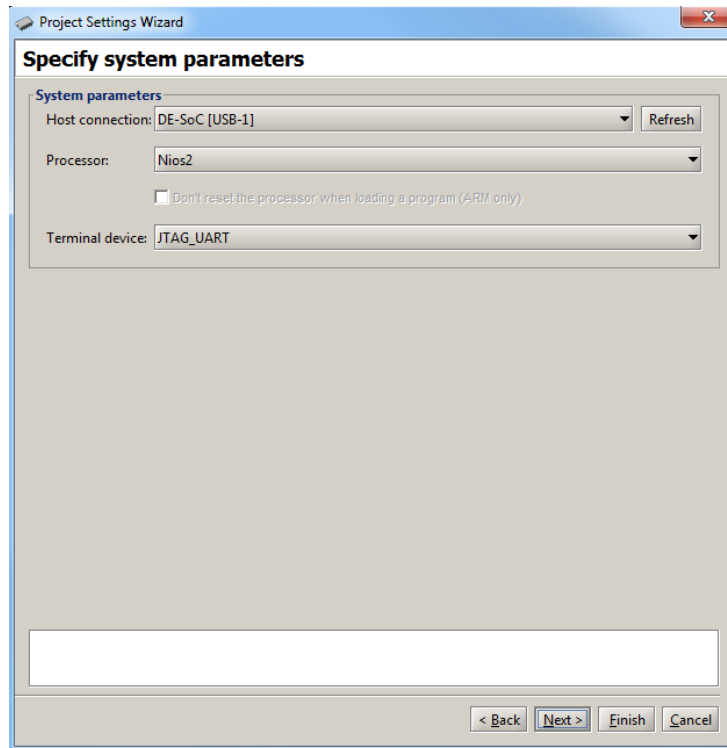 Project Settings Wizard
x
Specify system parameters
System parameters
Host connection: DE-SoC [USB-1] Refresh
Processor: Nios2
Don't reset the processor when loading a program (ARM only)
Terminal device: JTAG_UART
< Back Next > Finish Cancel